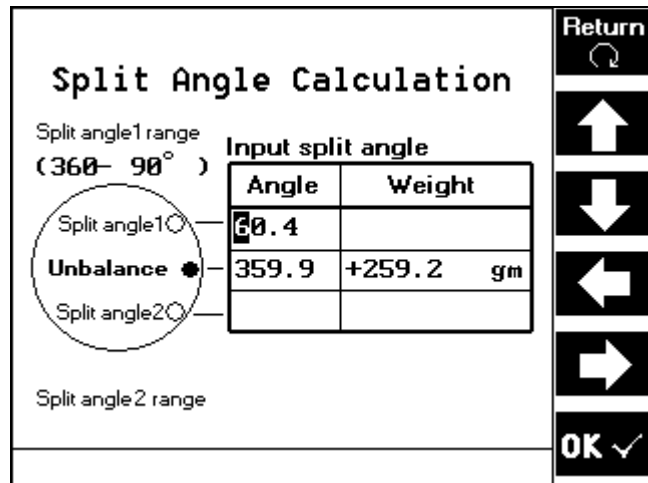 Return
Split Angle Calculation
Split angle1 range
(360- 90° )
Input split angle
Angle Weight
Split angle1 60.4
Unbalance 359.9 +259.2 gm
Split angle2
Split angle2 range
OK